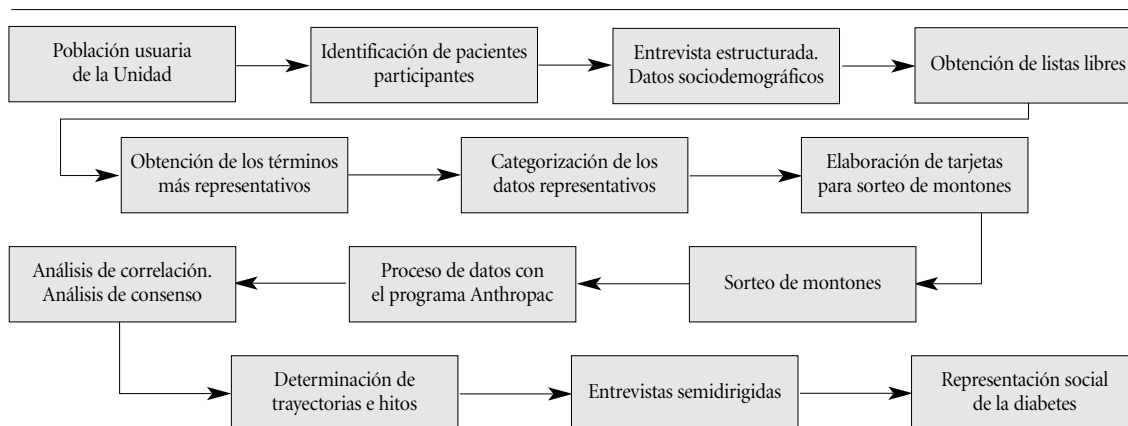 Población usuaria
de la Unidad
Identificación de pacientes
participantes
Entrevista estructurada.
Datos sociodemográficos
Obtención de listas libres
Obtención de los términos
más representativos
Categorización de los
datos representativos
Elaboración de tarjetas
para sorteo de montones
Sorteo de montones
Proceso de datos con
el programa Anthropac
Análisis de correlación.
Análisis de consenso
Determinación de
trayectorias e hitos
Entrevistas semidirigidas
Representación social
de la diabetes